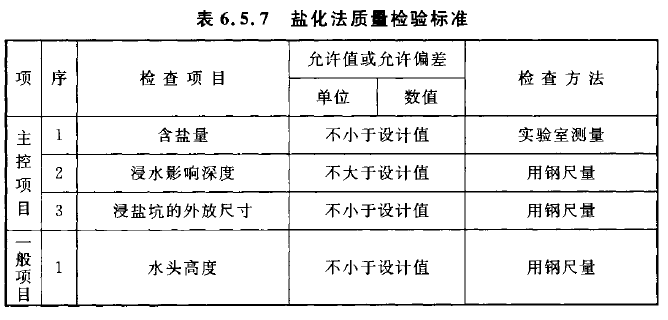 表 6.5.7 盐化法质量检验标准
项 序 检查项目 允许值或允许偏差 检查方法
单位 数值
主控项目 1 含盐量 不小于设计值 实验室测量
2 浸水影响深度 不大于设计值 用钢尺量
3 浸盐坑的外放尺寸 不小于设计值 用钢尺量
一般项目 1 水头高度 不小于设计值 用钢尺量